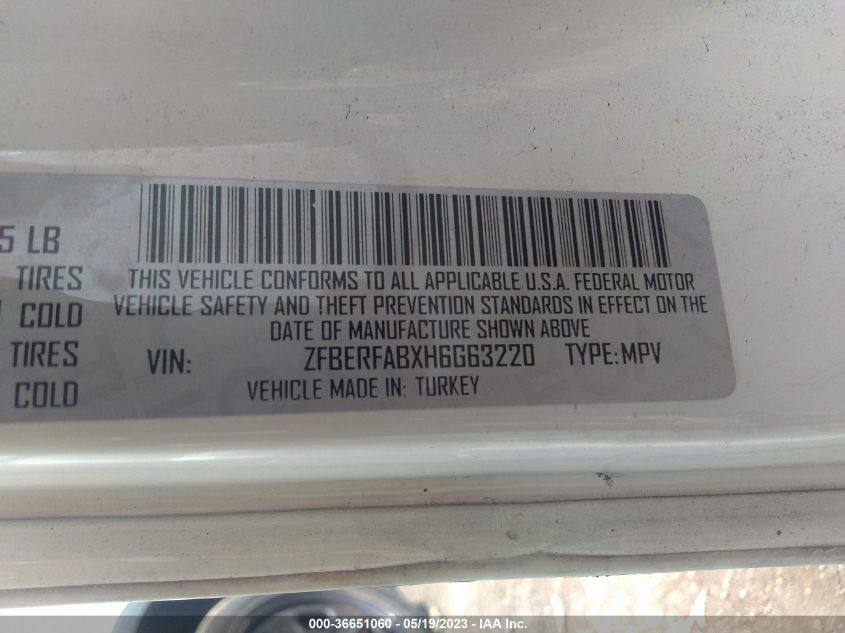 5 LB
TIRES
COLD
TIRES
COLD
THIS VEHICLE CONFORMS TO ALL APPLICABLE U.S.A. FEDERAL MOTOR
VEHICLE SAFETY AND THEFT PREVENTION STANDARDS IN EFFECT ON THE
DATE OF MANUFACTURE SHOWN ABOVE
VIN: ZFBERFABXH6G63220 TYPE:MPV
VEHICLE MADE IN: TURKEY
000-36651060 - 05/19/2023 - IAA Inc.